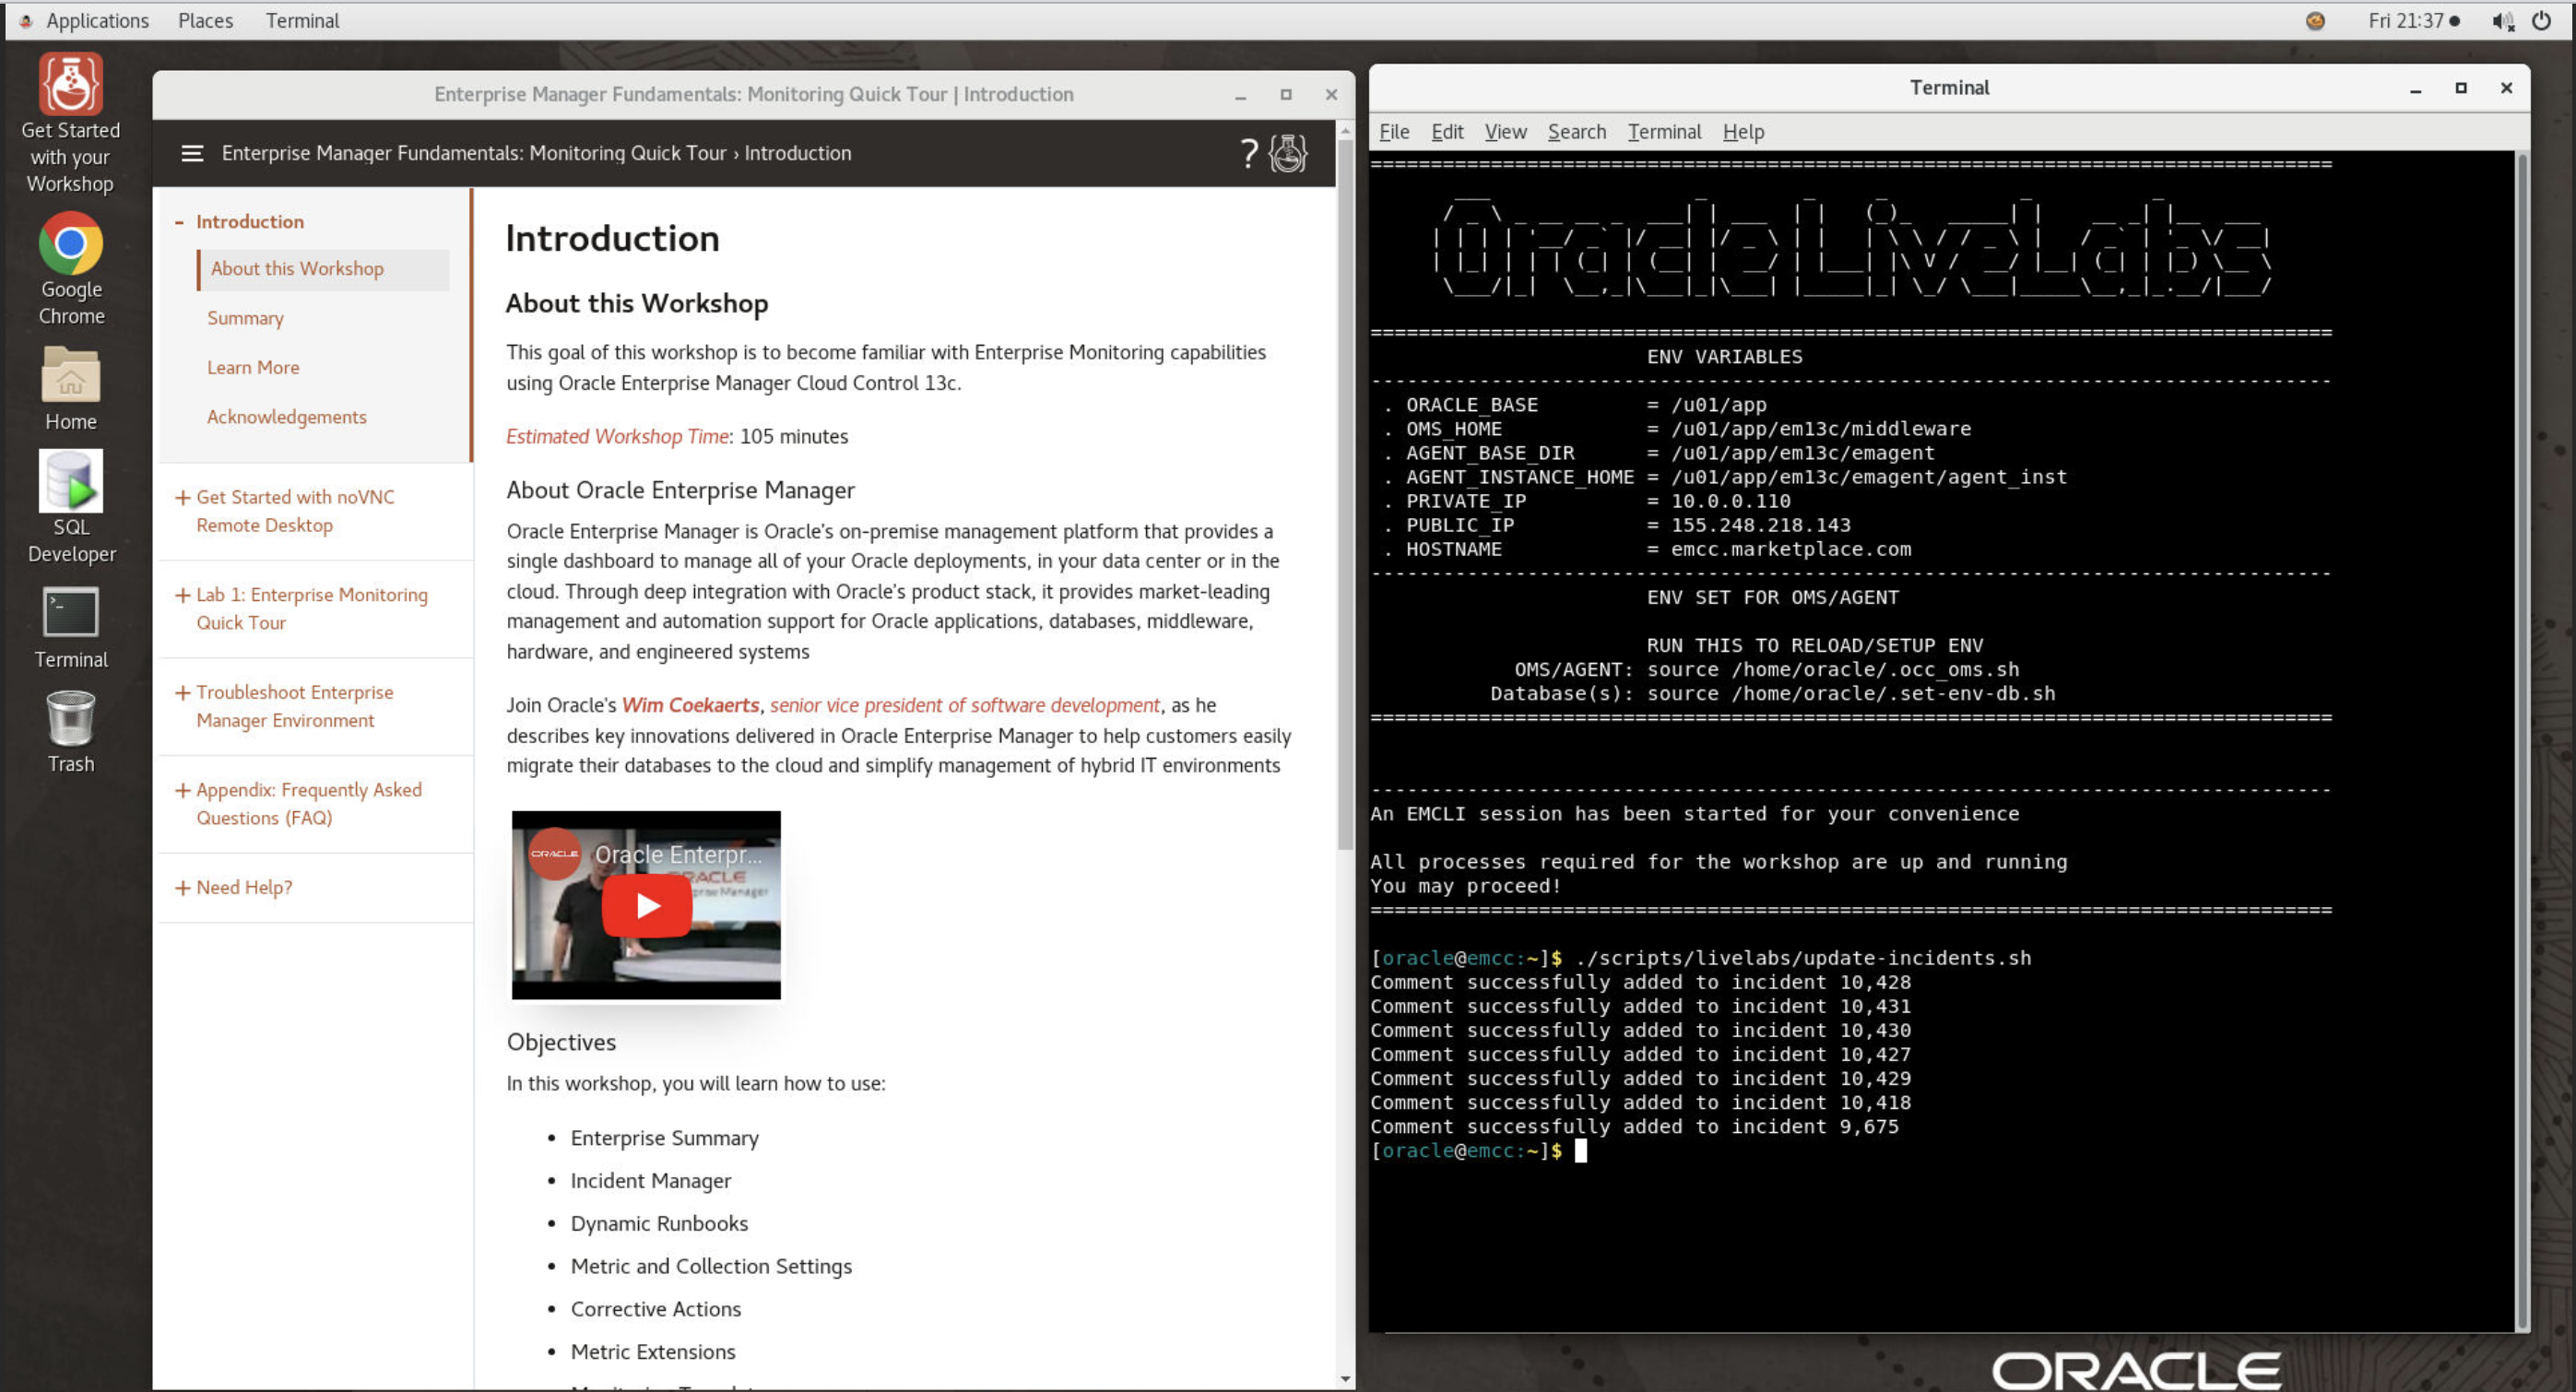 Applications Places Terminal
Fri 21:37
Get Started
with your
Workshop
Google
Chrome
Home
SQL
Developer
Terminal
Trash
Enterprise Manager Fundamentals: Monitoring Quick Tour | Introduction
Enterprise Manager Fundamentals: Monitoring Quick Tour › Introduction
?
- Introduction
About this Workshop
Summary
Learn More
Acknowledgements
+ Get Started with noVNC
Remote Desktop
+ Lab 1: Enterprise Monitoring
Quick Tour
+ Troubleshoot Enterprise
Manager Environment
+ Appendix: Frequently Asked
Questions (FAQ)
+ Need Help?
Introduction
About this Workshop
This goal of this workshop is to become familiar with Enterprise Monitoring capabilities
using Oracle Enterprise Manager Cloud Control 13c.
Estimated Workshop Time: 105 minutes
About Oracle Enterprise Manager
Oracle Enterprise Manager is Oracle's on-premise management platform that provides a
single dashboard to manage all of your Oracle deployments, in your data center or in the
cloud. Through deep integration with Oracle's product stack, it provides market-leading
management and automation support for Oracle applications, databases, middleware,
hardware, and engineered systems
Join Oracle's Wim Coekaerts, senior vice president of software development, as he
describes key innovations delivered in Oracle Enterprise Manager to help customers easily
migrate their databases to the cloud and simplify management of hybrid IT environments
ORACLE Oracle Enterpr...
Objectives
In this workshop, you will learn how to use:
• Enterprise Summary
• Incident Manager
• Dynamic Runbooks
• Metric and Collection Settings
• Corrective Actions
• Metric Extensions
Terminal
File Edit View Search Terminal Help
Oracle LiveLabs
ENV VARIABLES
. ORACLE_BASE = /u01/app
. OMS_HOME = /u01/app/em13c/middleware
. AGENT_BASE_DIR = /u01/app/em13c/emagent
. AGENT_INSTANCE_HOME = /u01/app/em13c/emagent/agent_inst
. PRIVATE_IP = 10.0.0.110
. PUBLIC_IP = 155.248.218.143
. HOSTNAME = emcc.marketplace.com
ENV SET FOR OMS/AGENT
RUN THIS TO RELOAD/SETUP ENV
OMS/AGENT: source /home/oracle/.occ_oms.sh
Database(s): source /home/oracle/.set-env-db.sh
An EMCLI session has been started for your convenience
All processes required for the workshop are up and running
You may proceed!
[oracle@emcc:~]$ ./scripts/livelabs/update-incidents.sh
Comment successfully added to incident 10,428
Comment successfully added to incident 10,431
Comment successfully added to incident 10,430
Comment successfully added to incident 10,427
Comment successfully added to incident 10,429
Comment successfully added to incident 10,418
Comment successfully added to incident 9,675
[oracle@emcc:~]$
ORACLE